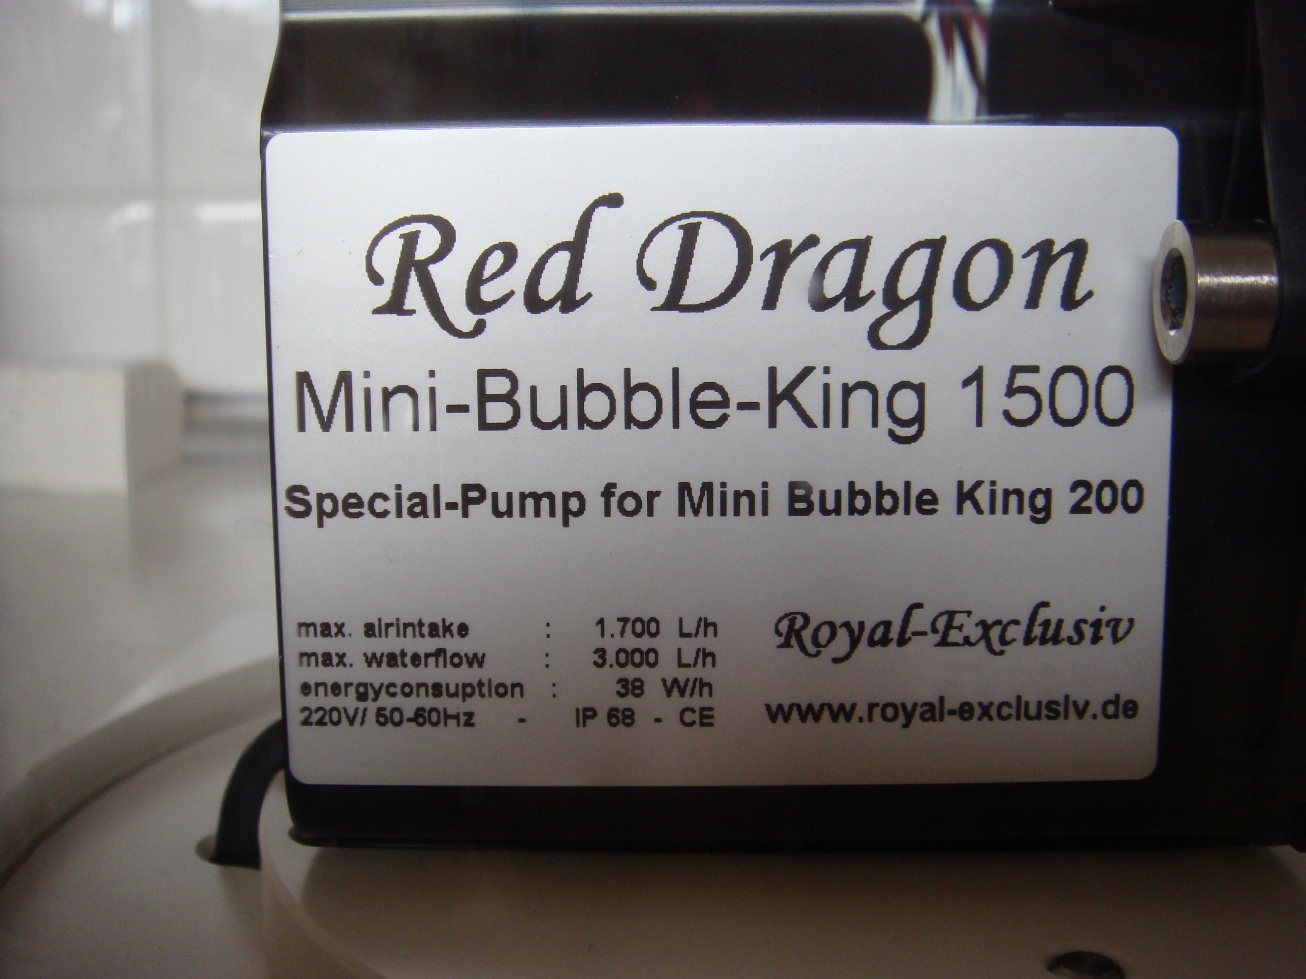 Red Dragon
Mini-Bubble-King 1500
Special-Pump for Mini Bubble King 200
max. airintake : 1.700 L/h
max. waterflow : 3.000 L/h
energyconsuption : 38 W/h
220V/ 50-60Hz - IP 68 - CE
Royal-Exclusiv
www.royal-exclusiv.de